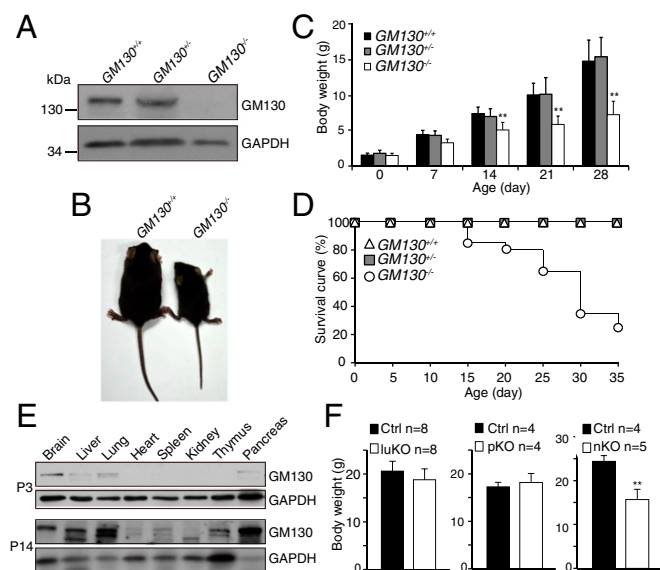 A
GM130+/+ GM130+/- GM130-/-
kDa
130 GM130
34 GAPDH
B
GM130+/+ GM130-/-
C
Body weight (g)
20
15
10
5
0
GM130+/+
GM130+/-
GM130-/-
** ** **
0 7 14 21 28
Age (day)
D
Survival curve (%)
100
80
60
40
20
0
GM130+/+
GM130+/-
GM130-/-
0 5 10 15 20 25 30 35
Age (day)
E
Brain Liver Lung Heart Spleen Kidney Thymus Pancreas
P3
GM130
GAPDH
P14
GM130
GAPDH
F
Body weight (g)
Ctrl n=8
luKO n=8
20
10
0
Ctrl n=4
pKO n=4
20
10
0
Ctrl n=4
nKO n=5
30
20
10
0
**